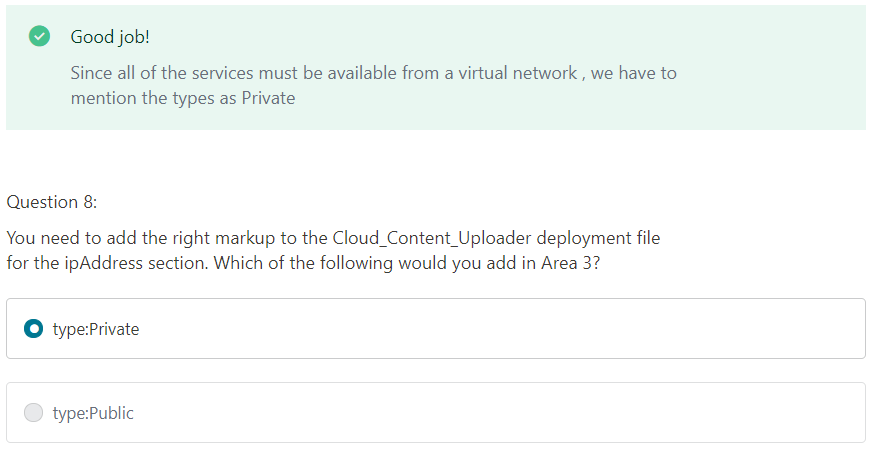 Good job!
Since all of the services must be available from a virtual network , we have to
mention the types as Private
Question 8:
You need to add the right markup to the Cloud_Content_Uploader deployment file
for the ipAddress section. Which of the following would you add in Area 3?
type:Private
type:Public